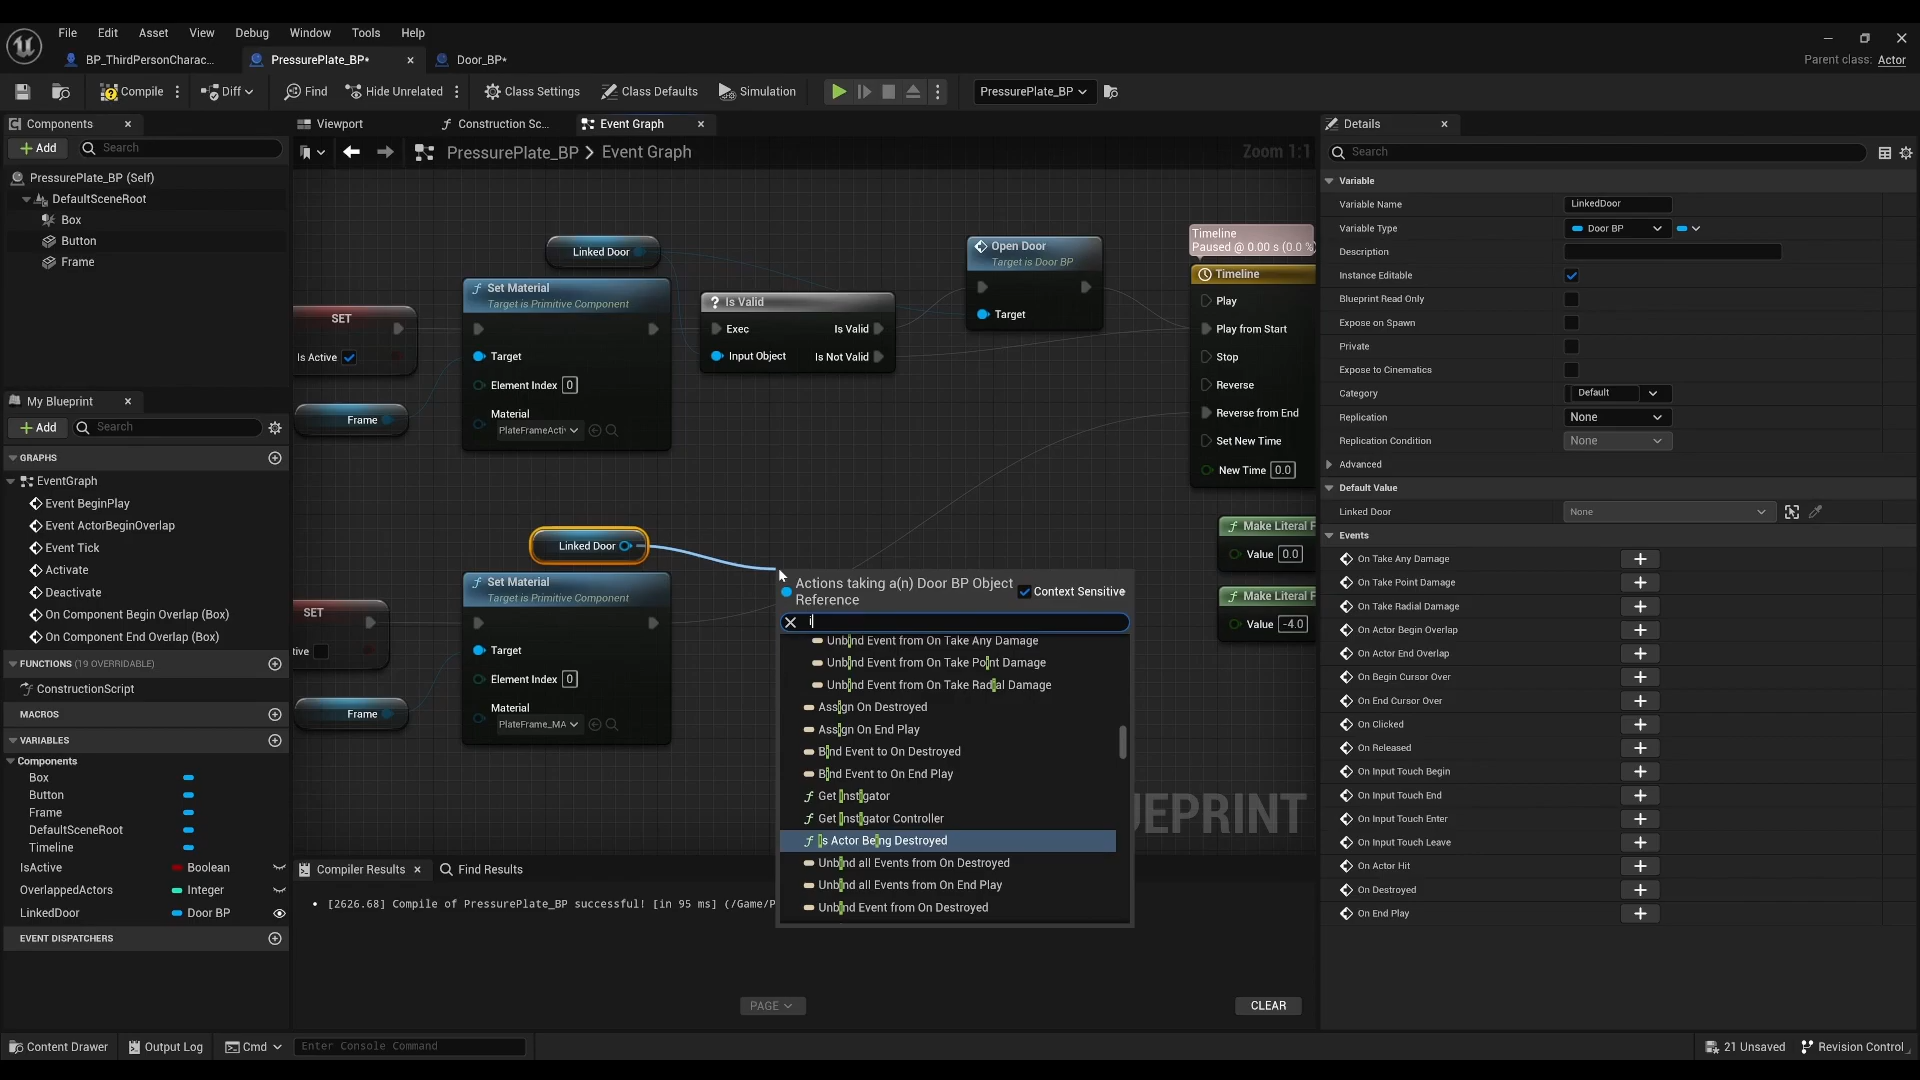 File Edit Asset View Debug Window Tools Help
BP_ThirdPersonCharac... PressurePlate_BP* Door_BP*
Parent class: Actor
Compile Diff Find Hide Unrelated Class Settings Class Defaults Simulation PressurePlate_BP
Components
Add Search
PressurePlate_BP (Self)
DefaultSceneRoot
Box
Button
Frame
My Blueprint
Add Search
GRAPHS
EventGraph
Event BeginPlay
Event ActorBeginOverlap
Event Tick
Activate
Deactivate
On Component Begin Overlap (Box)
On Component End Overlap (Box)
FUNCTIONS (19 OVERRIDABLE)
ConstructionScript
MACROS
VARIABLES
Components
Box
Button
Frame
DefaultSceneRoot
Timeline
IsActive Boolean
OverlappedActors Integer
LinkedDoor Door BP
EVENT DISPATCHERS
Viewport Construction Sc... Event Graph
PressurePlate_BP > Event Graph
Zoom 1:1
SET
Is Active
Frame
Linked Door
Set Material
Target is Primitive Component
Target
Element Index 0
Material
PlateFrameActi
? Is Valid
Exec Is Valid
Input Object Is Not Valid
Open Door
Target is Door BP
Target
Timeline
Paused @ 0.00 s (0.0 %)
Timeline
Play
Play from Start
Stop
Reverse
Reverse from End
Set New Time
New Time 0.0
Make Literal F
Value 0.0
Make Literal F
Value -4.0
SET
tive
Frame
Linked Door
Set Material
Target is Primitive Component
Target
Element Index 0
Material
PlateFrame_MA
Actions taking a(n) Door BP Object
Reference
Context Sensitive
i
Unbind Event from On Take Any Damage
Unbind Event from On Take Point Damage
Unbind Event from On Take Radial Damage
Assign On Destroyed
Assign On End Play
Bind Event to On Destroyed
Bind Event to On End Play
Get Instigator
Get Instigator Controller
Is Actor Being Destroyed
Unbind all Events from On Destroyed
Unbind all Events from On End Play
Unbind Event from On Destroyed
UEPRINT
Compiler Results Find Results
[2626.68] Compile of PressurePlate_BP successful! [in 95 ms] (/Game/P
PAGE CLEAR
Details
Search
Variable
Variable Name LinkedDoor
Variable Type Door BP
Description
Instance Editable
Blueprint Read Only
Expose on Spawn
Private
Expose to Cinematics
Category Default
Replication None
Replication Condition None
Advanced
Default Value
Linked Door None
Events
On Take Any Damage
On Take Point Damage
On Take Radial Damage
On Actor Begin Overlap
On Actor End Overlap
On Begin Cursor Over
On End Cursor Over
On Clicked
On Released
On Input Touch Begin
On Input Touch End
On Input Touch Enter
On Input Touch Leave
On Actor Hit
On Destroyed
On End Play
Content Drawer Output Log Cmd Enter Console Command 21 Unsaved Revision Control